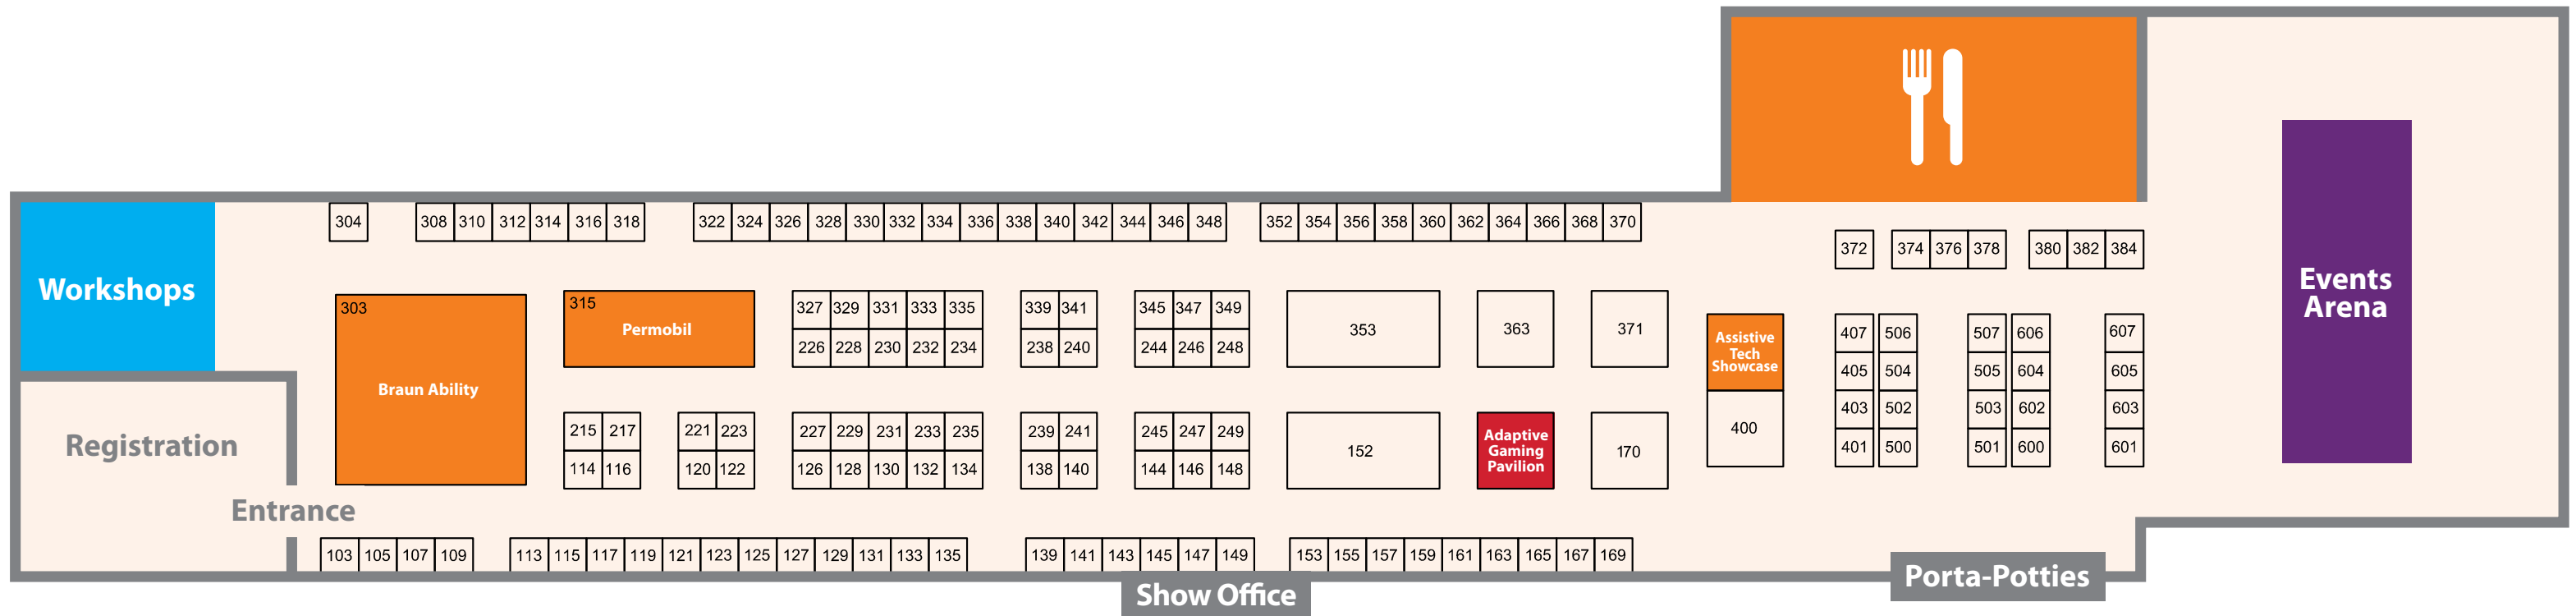 304 308 310 312 314 316 318 322 324 326 328 330 332 334 336 338 340 342 344 346 348 352 354 356 358 360 362 364 366 368 370
372 374 376 378 380 382 384
Workshops
303
Braun Ability
315
Permobil
327 329 331 333 335 339 341 345 347 349
226 228 230 232 234 238 240 244 246 248
353 363 371
Assistive
Tech
Showcase
400
407 506 507 606 607
405 504 505 604 605
403 502 503 602 603
401 500 501 600 601
Events
Arena
Registration
Entrance
215 217 221 223 227 229 231 233 235 239 241 245 247 249
114 116 120 122 126 128 130 132 134 138 140 144 146 148
152
Adaptive
Gaming
Pavilion
170
103 105 107 109 113 115 117 119 121 123 125 127 129 131 133 135 139 141 143 145 147 149 153 155 157 159 161 163 165 167 169
Show Office
Porta-Potties